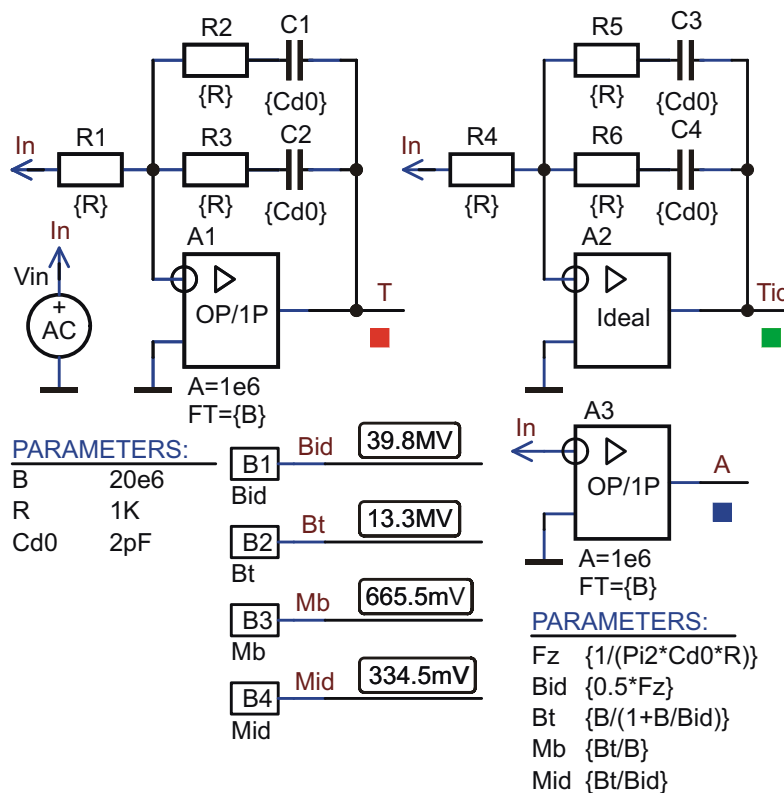 R2 C1
{R} {Cd0}
In R1 R3 C2
{R} {R} {Cd0}
In
Vin
+
AC
A1
OP/1P
T
A=1e6
FT={B}
R5 C3
{R} {Cd0}
In R4 R6 C4
{R} {R} {Cd0}
A2
Ideal
A3
In
OP/1P
A
A=1e6
FT={B}
PARAMETERS:
B 20e6
R 1K
Cd0 2pF
B1 Bid 39.8MV
Bid
B2 Bt 13.3MV
Bt
B3 Mb 665.5mV
Mb
B4 Mid 334.5mV
Mid
PARAMETERS:
Fz {1/(Pi2*Cd0*R)}
Bid {0.5*Fz}
Bt {B/(1+B/Bid)}
Mb {Bt/B}
Mid {Bt/Bid}